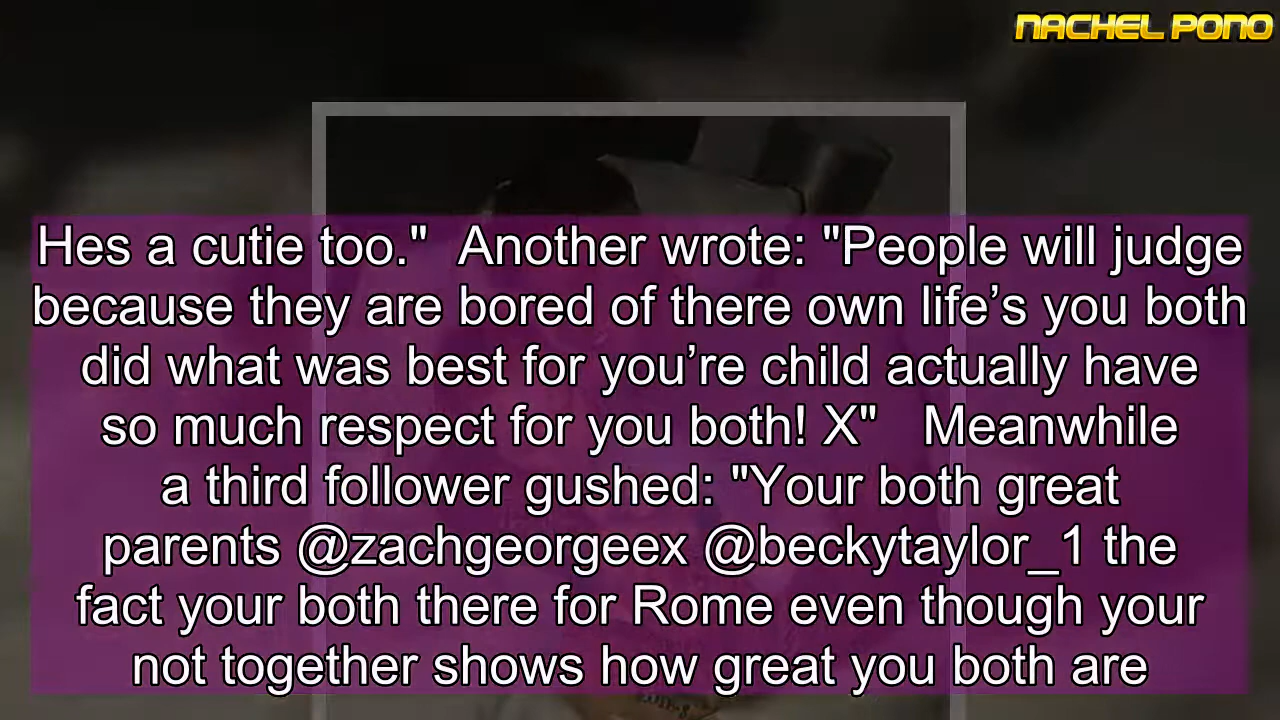 NACHEL PONO
Hes a cutie too."   Another wrote: "People will judge
because they are bored of there own life’s you both
did what was best for you’re child actually have
so much respect for you both! X"   Meanwhile
a third follower gushed: "Your both great
parents @zachgeorgeex @beckytaylor_1 the
fact your both there for Rome even though your
not together shows how great you both are